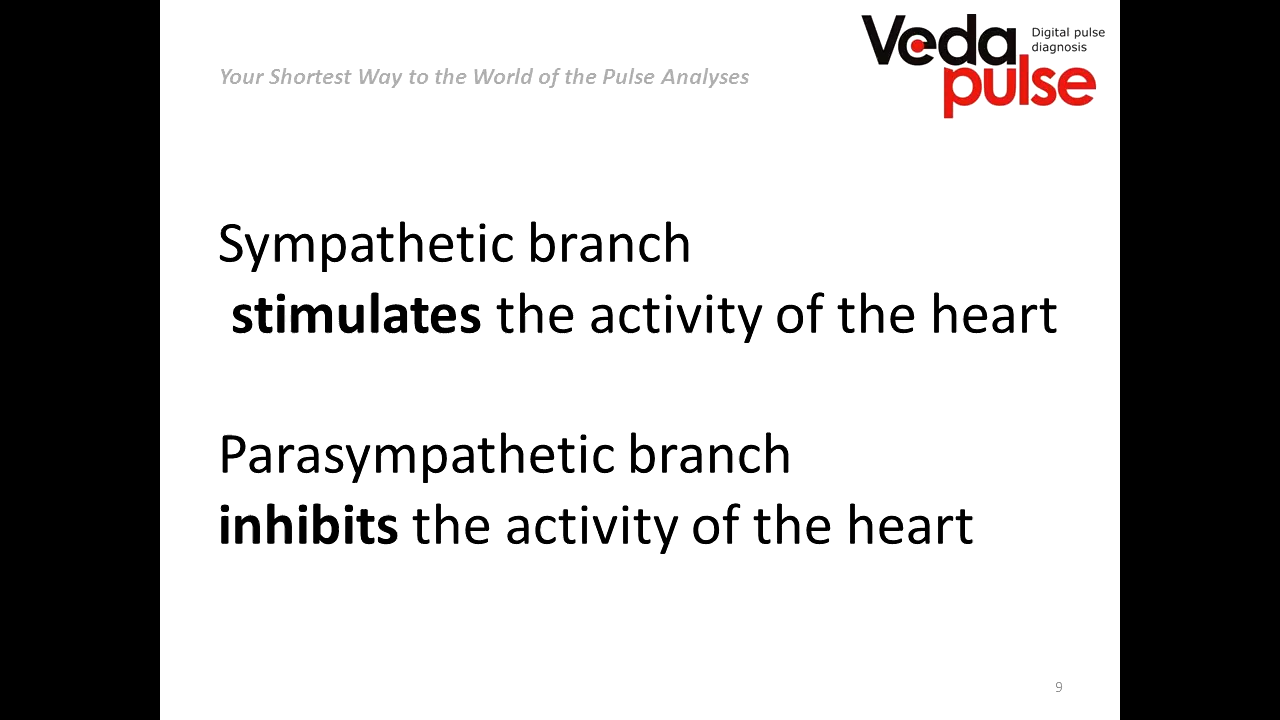 Your Shortest Way to the World of the Pulse Analyses
Veda
pulse
Digital pulse
diagnosis
Sympathetic branch
stimulates the activity of the heart
Parasympathetic branch
inhibits the activity of the heart
9